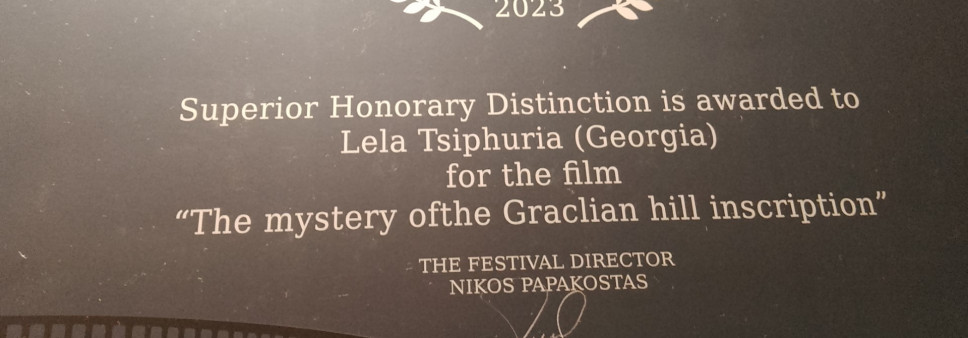 2023
Superior Honorary Distinction is awarded to
Lela Tsiphuria (Georgia)
for the film
“The mystery ofthe Graclian hill inscription”
THE FESTIVAL DIRECTOR
NIKOS PAPAKOSTAS